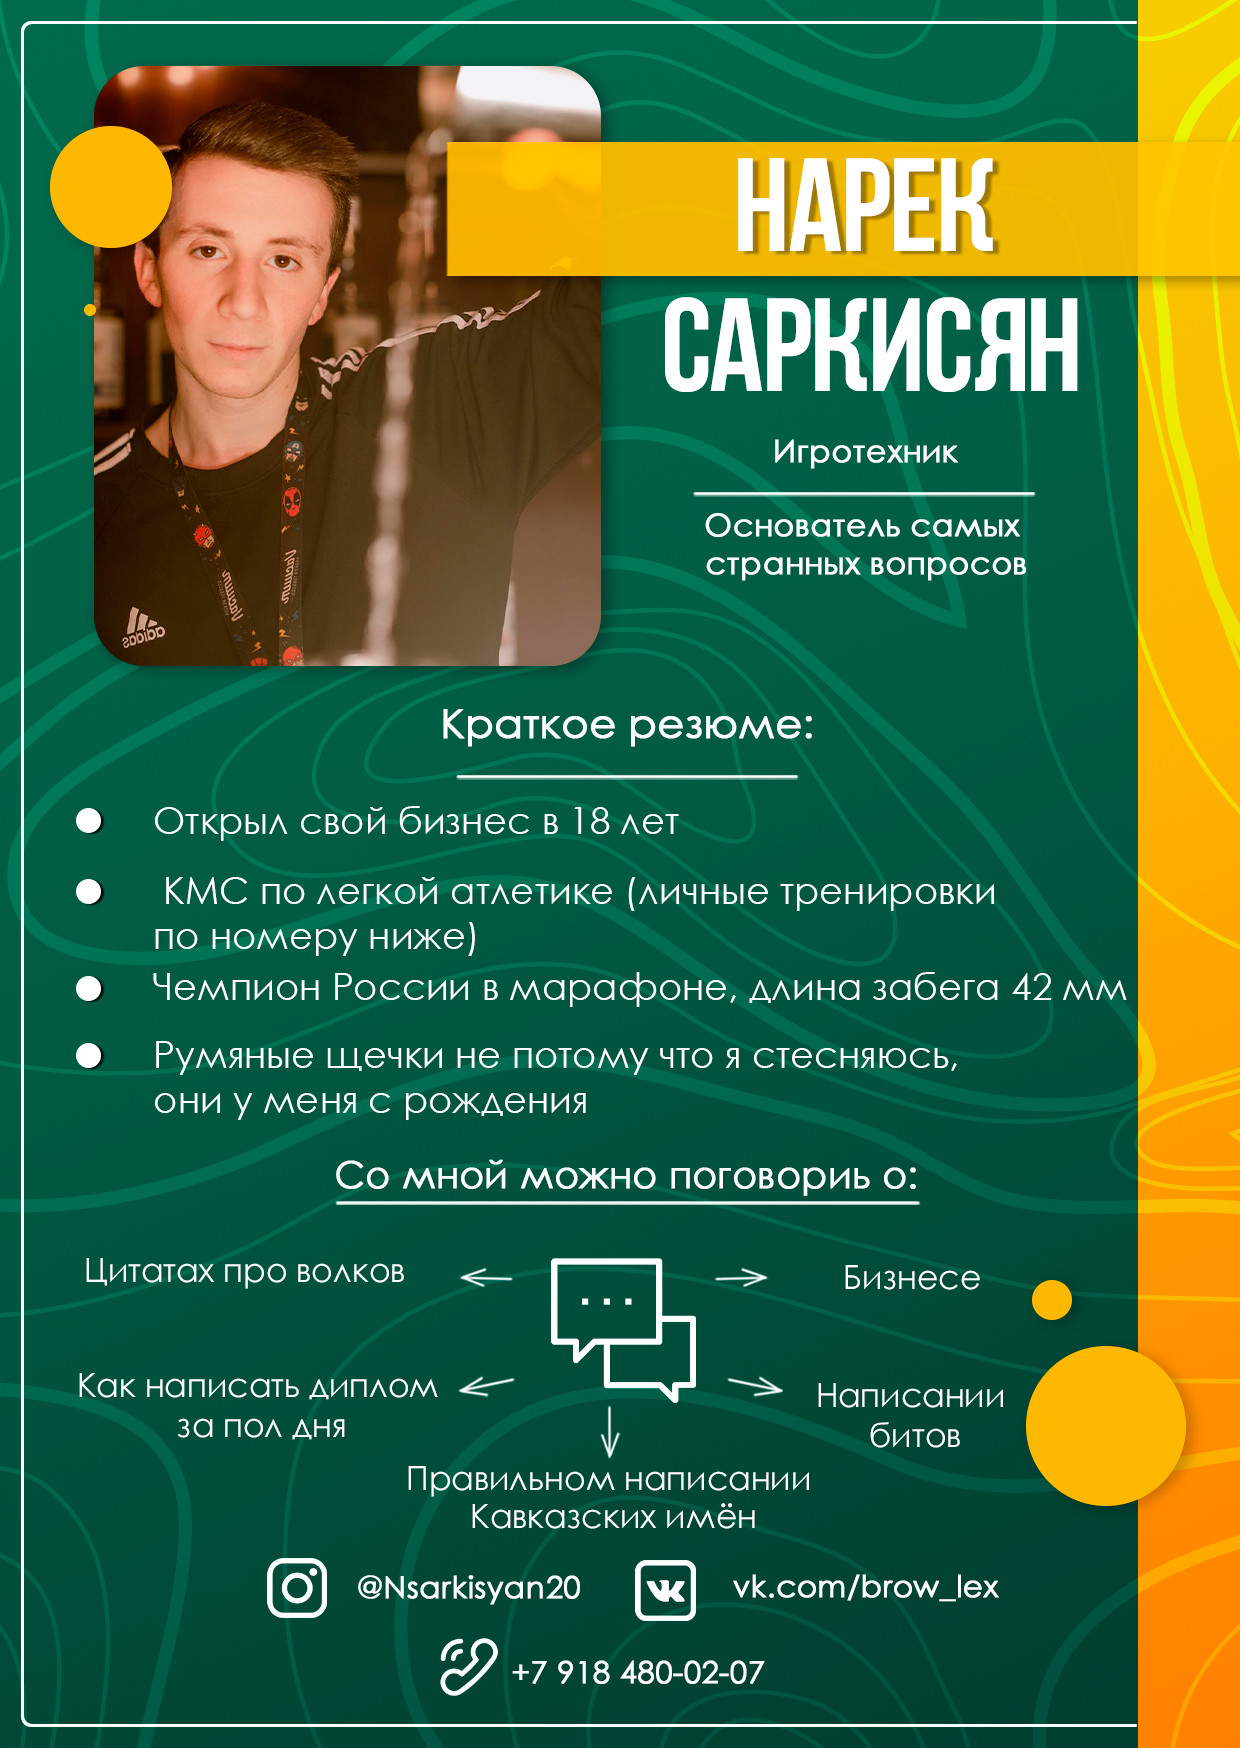 НАРЕК
САРКИСЯН
Игротехник
Основатель самых
странных вопросов
adidas
Краткое резюме:
Открыл свой бизнес в 18 лет
КМС по легкой атлетике (личные тренировки
по номеру ниже)
Чемпион России в марафоне, длина забега 42 мм
Румяные щечки не потому что я стесняюсь,
они у меня с рождения
Со мной можно поговориь о:
Цитатах про волков
Бизнесе
Как написать диплом
за пол дня
Написании
битов
Правильном написании
Кавказских имён
@Nsarkisyan20
vk.com/brow_lex
+7 918 480-02-07